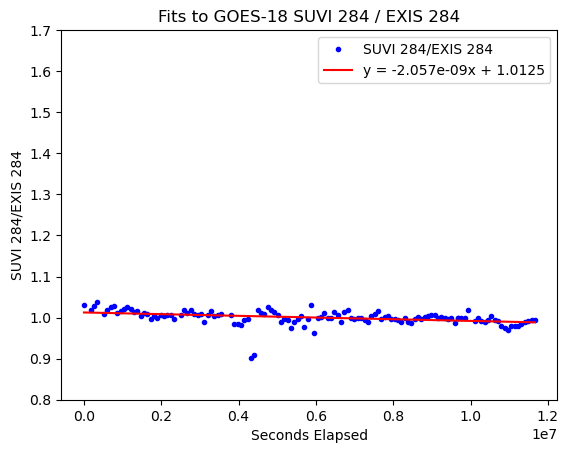 Fits to GOES-18 SUVI 284 / EXIS 284
SUVI 284/EXIS 284
y = -2.057e-09x + 1.0125
SUVI 284/EXIS 284
1.7
1.6
1.5
1.4
1.3
1.2
1.1
1.0
0.9
0.8
0.0 0.2 0.4 0.6 0.8 1.0 1.2
1e7
Seconds Elapsed